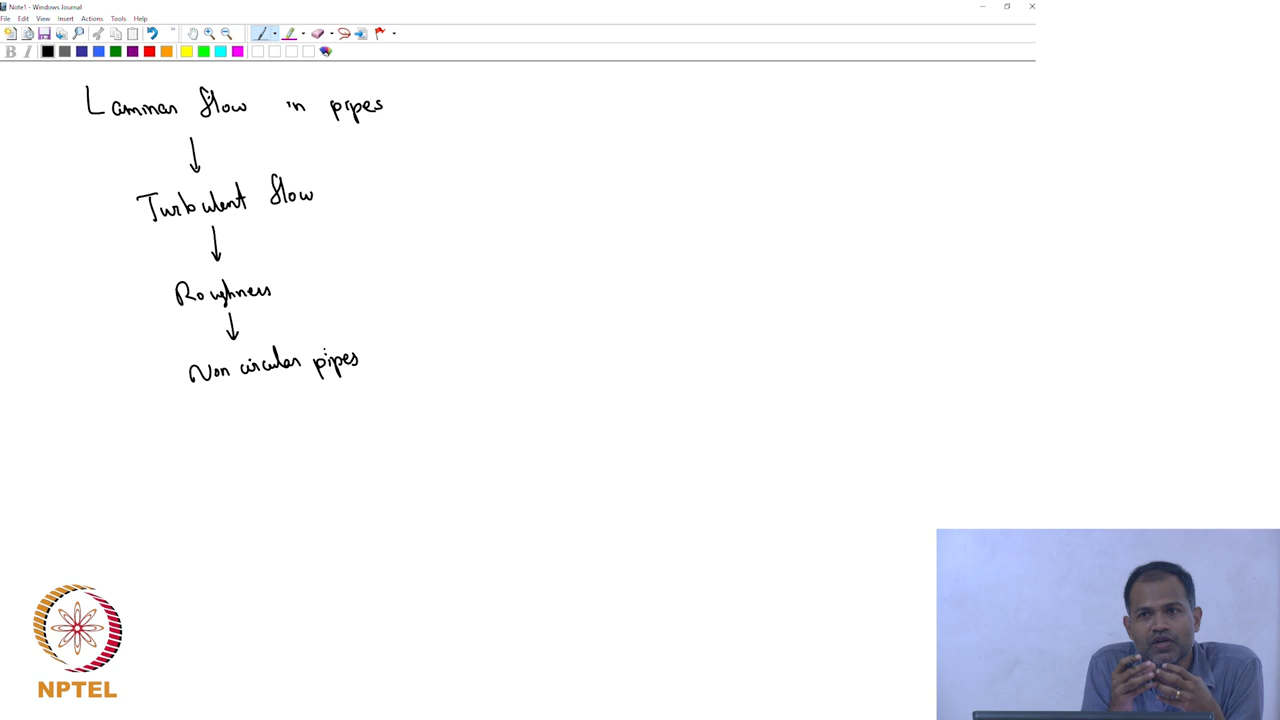 Note1 - Windows Journal
File Edit View Insert Actions Tools Help
Laminar flow in pipes
Turbulent flow
Roughness
Non circular pipes
NPTEL